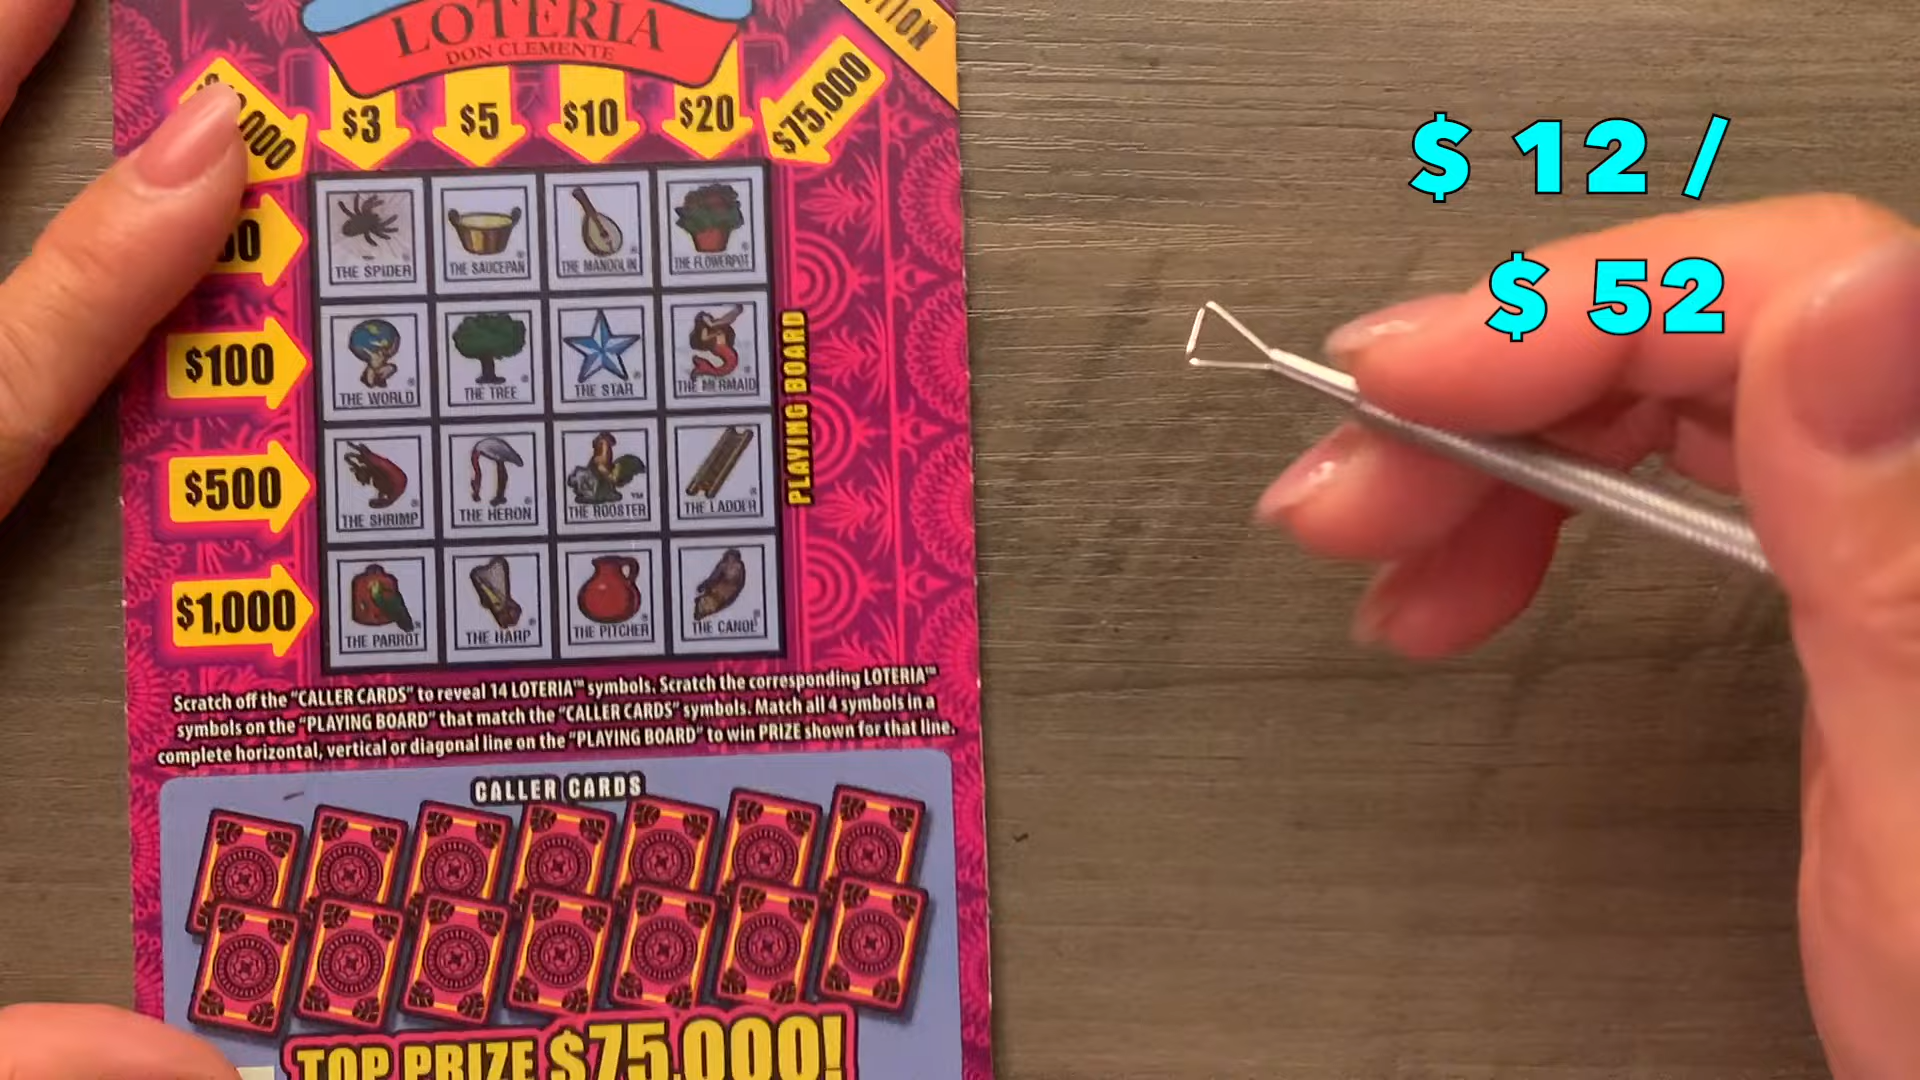 LOTERIA
DON CLEMENTE
$3
$5
$10
$20
$75,000
THE SPIDER
THE SAUCEPAN
THE MANDOLIN
THE FLOWERPOT
$100
THE WORLD
THE TREE
THE STAR
THE MERMAID
PLAYING BOARD
$500
THE SHRIMP
THE HERON
THE ROOSTER
THE LADDER
$1,000
THE PARROT
THE HARP
THE PITCHER
THE CANOE
Scratch off the "CALLER CARDS" to reveal 14 LOTERIA™ symbols. Scratch the corresponding LOTERIA™
symbols on the "PLAYING BOARD" that match the "CALLER CARDS" symbols. Match all 4 symbols in a
complete horizontal, vertical or diagonal line on the "PLAYING BOARD" to win PRIZE shown for that line.
CALLER CARDS
TOP PRIZE $75,000!
$ 12 /
$ 52